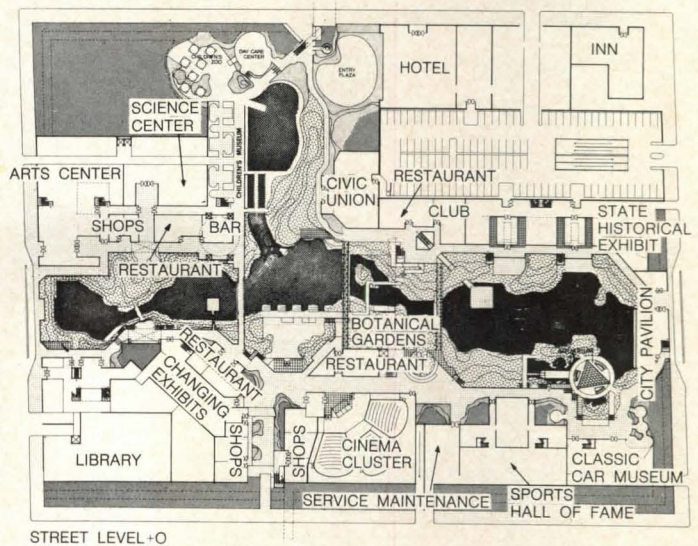 CHILDREN'S
ZOO
DAY CARE
CENTER
ENTRY
PLAZA
HOTEL
INN
SCIENCE
CENTER
CHILDREN'S MUSEUM
ARTS CENTER
CIVIC
UNION
RESTAURANT
SHOPS
BAR
CLUB
STATE
HISTORICAL
EXHIBIT
RESTAURANT
CITY PAVILION
RESTAURANT
BOTANICAL
GARDENS
RESTAURANT
CHANGING
EXHIBITS
LIBRARY
SHOPS
SHOPS
CINEMA
CLUSTER
CLASSIC
CAR MUSEUM
SERVICE MAINTENANCE
SPORTS
HALL OF FAME
STREET LEVEL+O